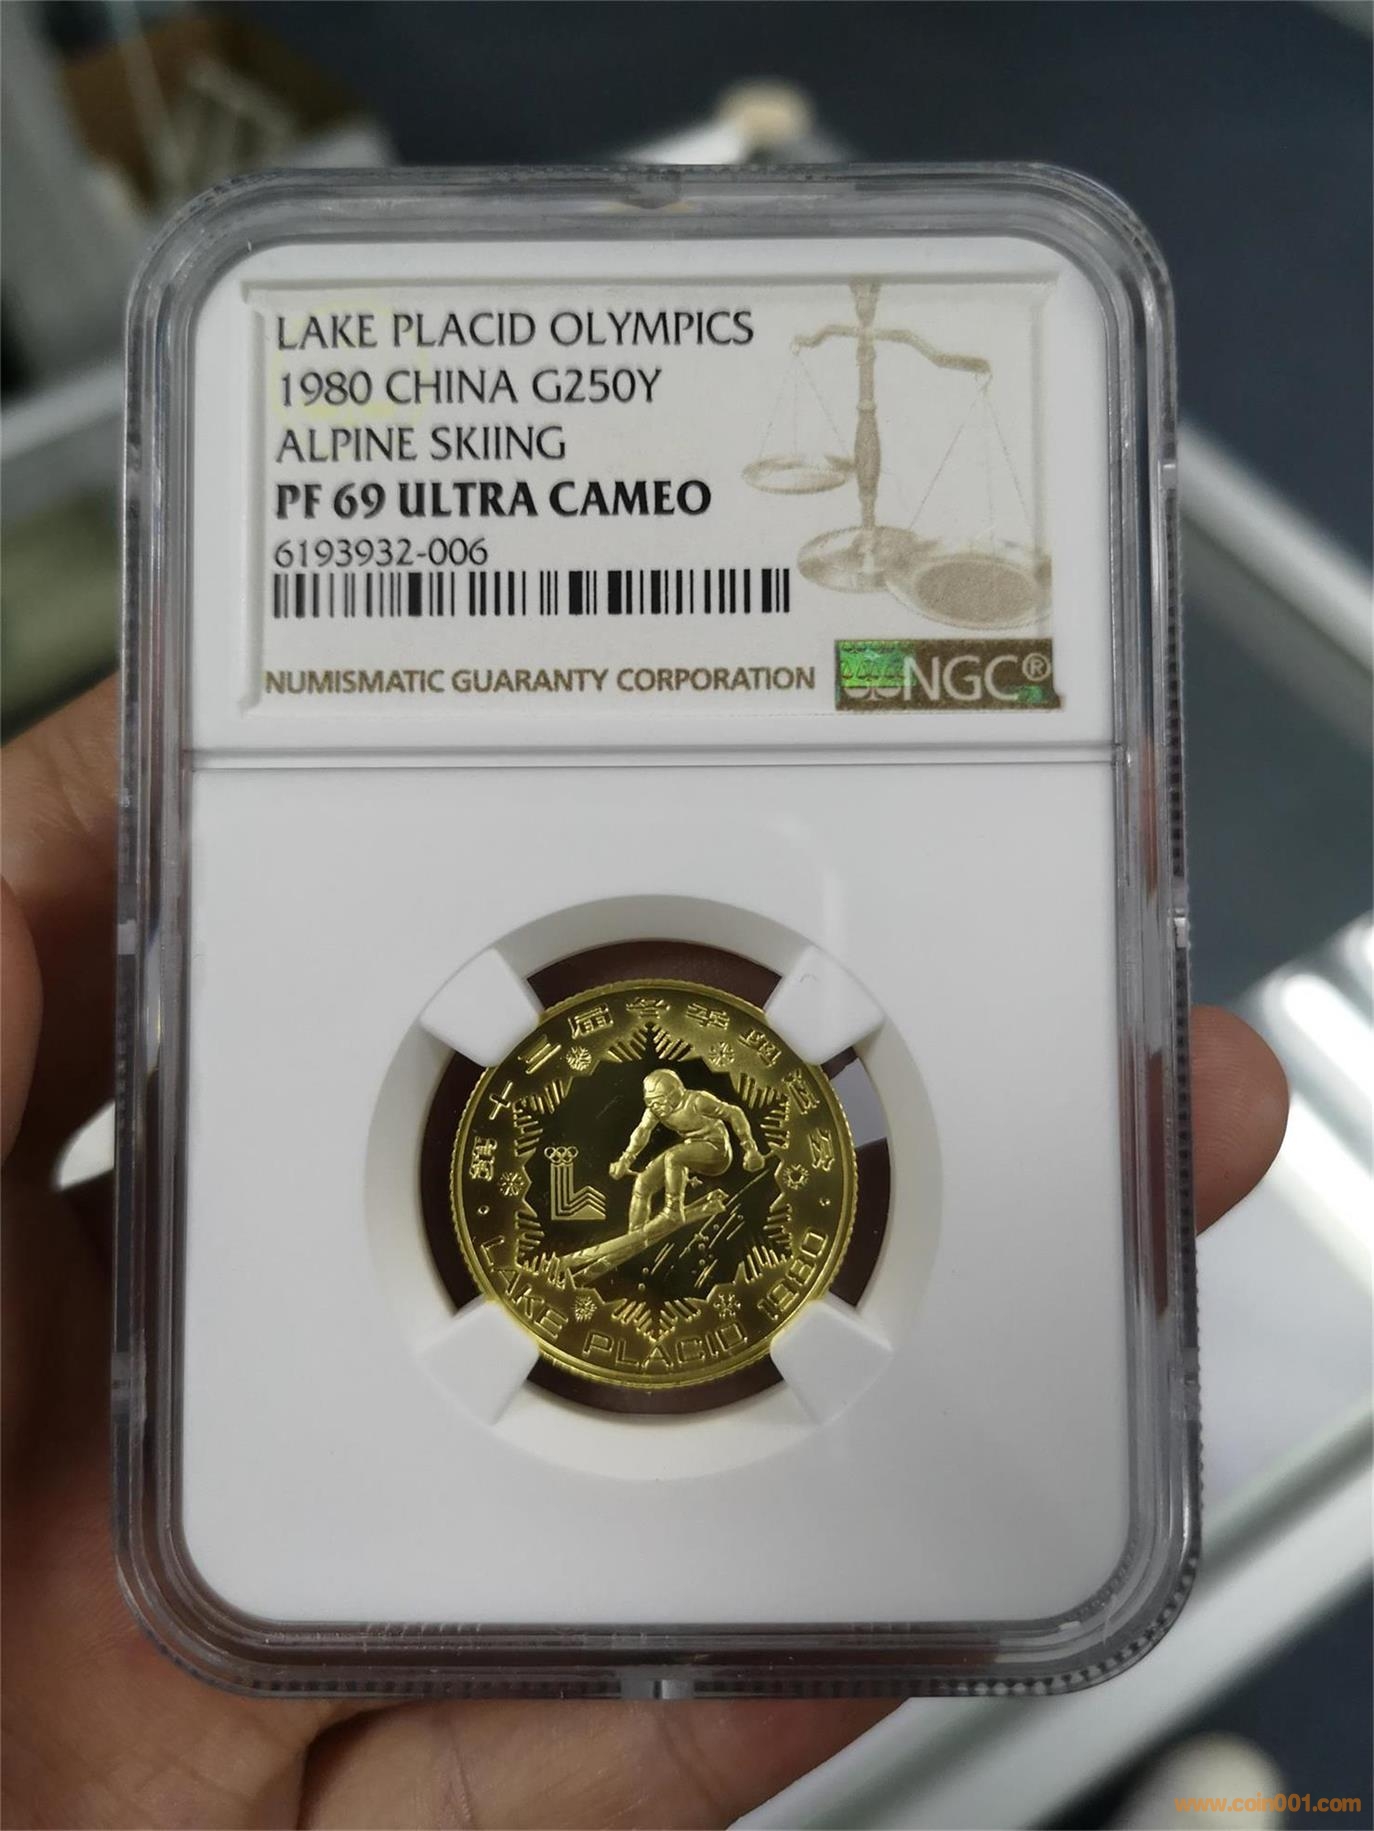 LAKE PLACID OLYMPICS
1980 CHINA G250Y
ALPINE SKIING
PF 69 ULTRA CAMEO
6193932-006
NUMISMATIC GUARANTY CORPORATION
NGC®
第十三届冬季奥运会
LAKE PLACID 1980
www.coin001.com